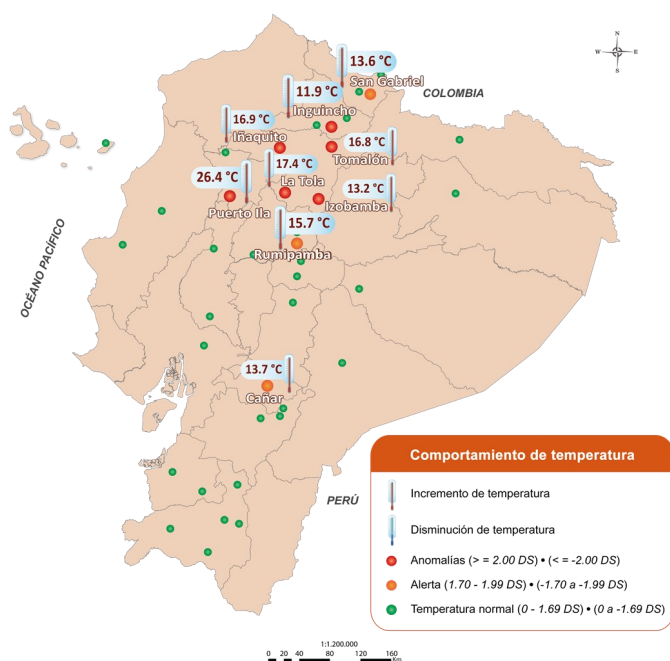 N
W E
S
13.6 °C
San Gabriel
COLOMBIA
11.9 °C
Inguincho
16.9 °C
Iñaquito
16.8 °C
Tomalón
17.4 °C
La Tola
26.4 °C
Puerto Ila
13.2 °C
Izobamba
15.7 °C
Rumipamba
OCÉANO PACÍFICO
13.7 °C
Cañar
PERÚ
Comportamiento de temperatura
Incremento de temperatura
Disminución de temperatura
Anomalías (> = 2.00 DS) • (< = -2.00 DS)
Alerta (1.70 - 1.99 DS) • (-1.70 a -1.99 DS)
Temperatura normal (0 - 1.69 DS) • (0 a -1.69 DS)
1:1.200.000
0 20 40 80 120 160
Km